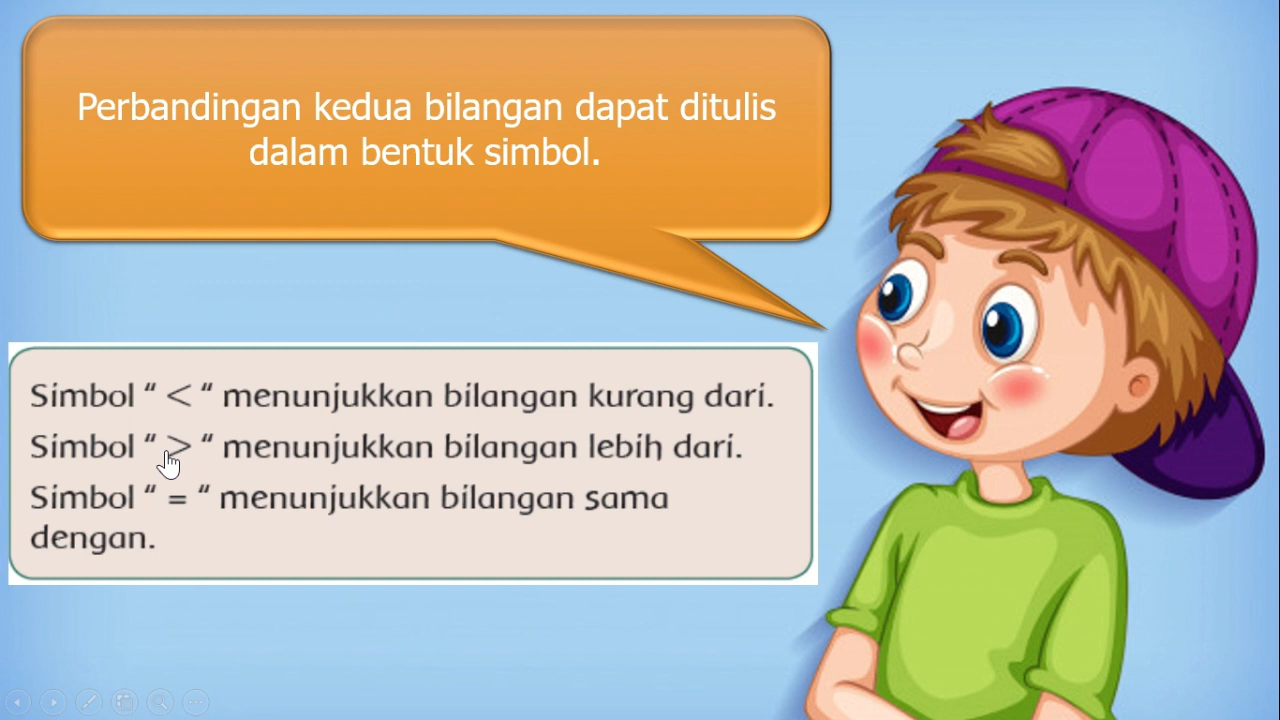 Perbandingan kedua bilangan dapat ditulis
dalam bentuk simbol.
Simbol “ < “ menunjukkan bilangan kurang dari.
Simbol “ > “ menunjukkan bilangan lebih dari.
Simbol “ = “ menunjukkan bilangan sama
dengan.